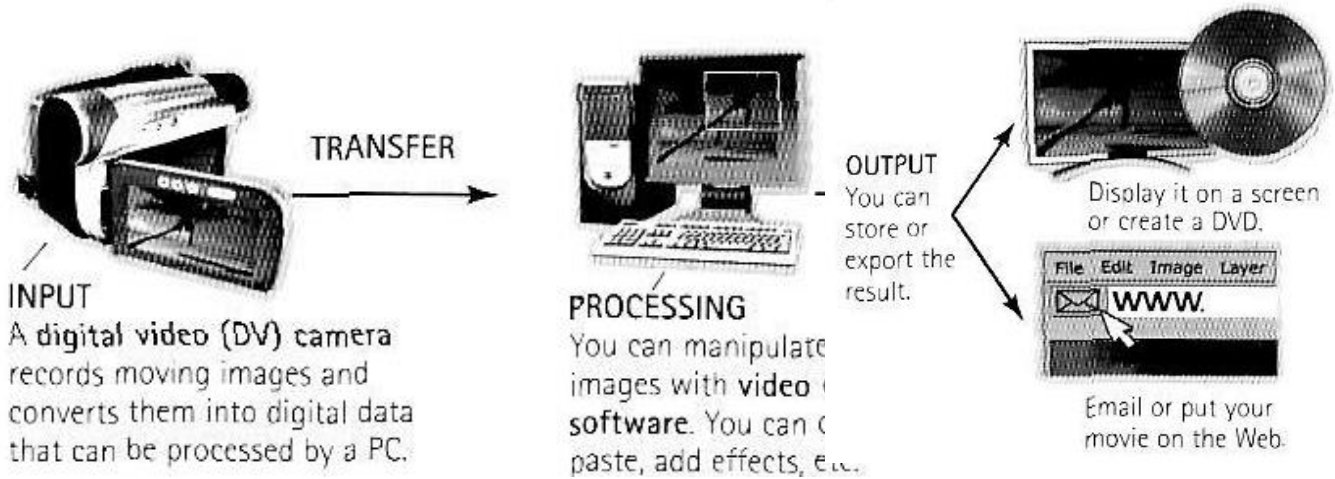 TRANSFER
INPUT
A digital video (DV) camera
records moving images and
converts them into digital data
that can be processed by a PC.
PROCESSING
You can manipulate
images with video
software. You can
paste, add effects,
OUTPUT
You can
store or
export the
result.
Display it on a screen
or create a DVD.
File Edit Image Layer
WWW.
Email or put your
movie on the Web.